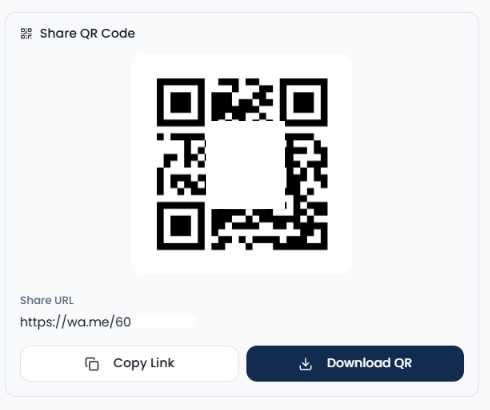 Share QR Code
Share URL
https://wa.me/60
Copy Link
Download QR